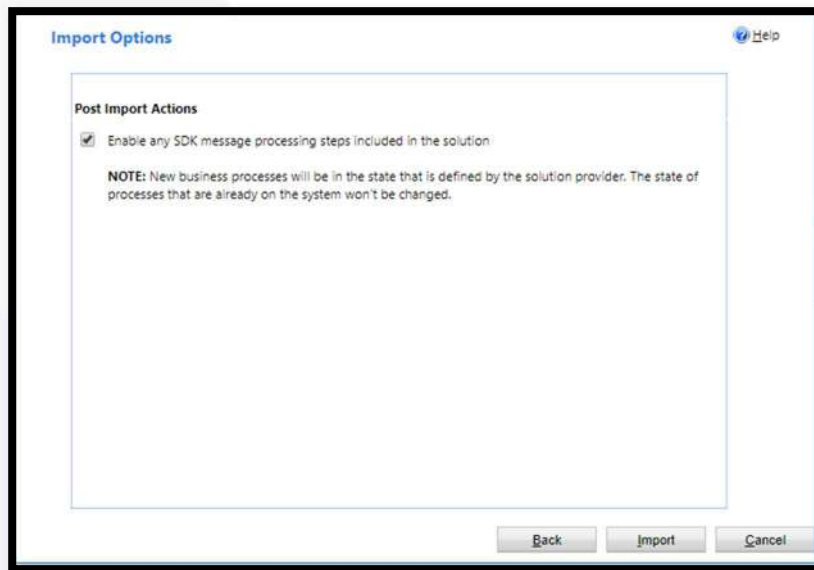 Import Options
Help
Post Import Actions
Enable any SDK message processing steps included in the solution
NOTE: New business processes will be in the state that is defined by the solution provider. The state of
processes that are already on the system won't be changed.
Back
Import
Cancel